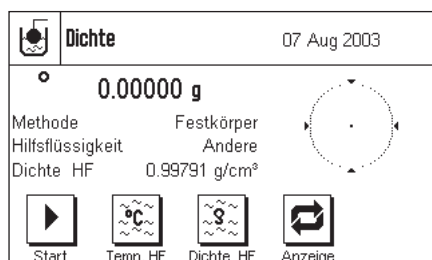 Dichte 07 Aug 2003
0.00000 g
Methode Festkörper
Hilfsflüssigkeit Andere
Dichte HF 0.99791 g/cm³
°C
Start Temp HF Dichte HF Anzeige